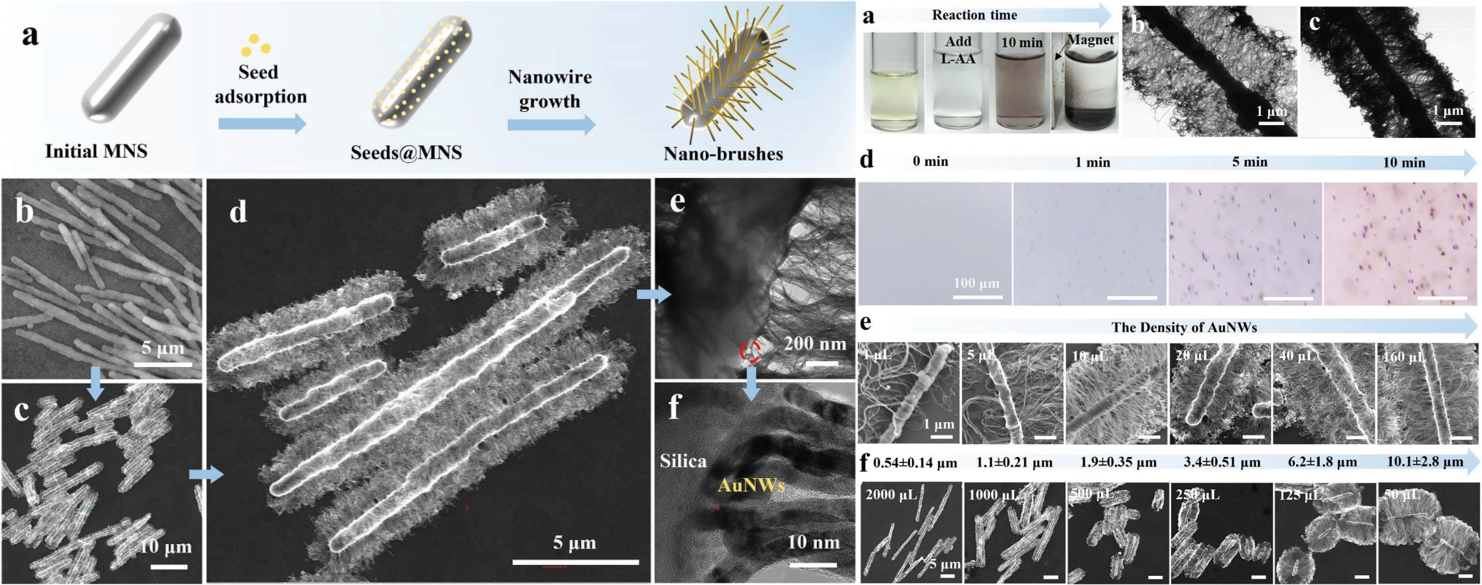 a
Seed
adsorption
Nanowire
growth
Initial MNS
Seeds@MNS
Nano-brushes
b
5 μm
c
10 μm
d
5 μm
e
200 nm
f
Silica
AuNWs
10 nm
a
Reaction time
Add
L-AA
10 min
Magnet
b
1 μm
c
1 μm
d
0 min
1 min
5 min
10 min
100 μm
e
The Density of AuNWs
1 μL
5 μL
10 μL
20 μL
40 μL
160 μL
1 μm
f
0.54±0.14 μm
1.1±0.21 μm
1.9±0.35 μm
3.4±0.51 μm
6.2±1.8 μm
10.1±2.8 μm
2000 μL
1000 μL
500 μL
250 μL
125 μL
50 μL
5 μm